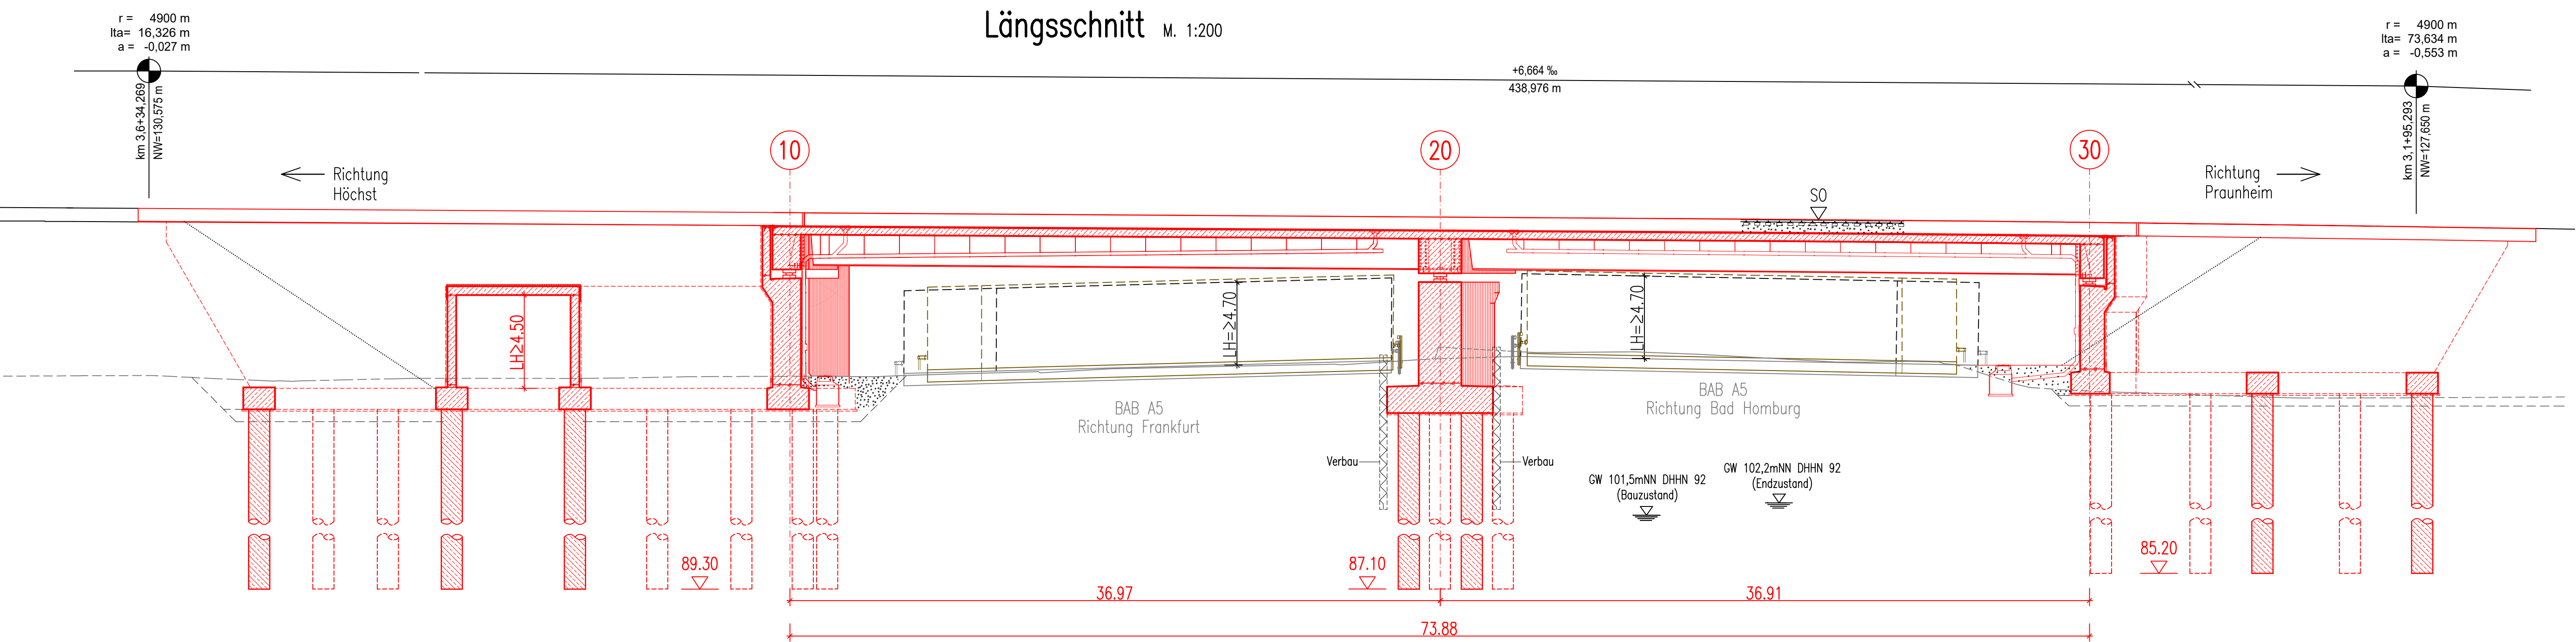 Längsschnitt M. 1:200
r = 4900 m
lta= 16,326 m
a = -0,027 m
r = 4900 m
lta= 73,634 m
a = -0,553 m
+6,664 ‰
438,976 m
km 3,6+34,269
NW=130,575 m
km 3,1+95,293
NW=127,650 m
10
20
30
Richtung
Höchst
Richtung
Praunheim
SO
LH≥4.50
LH=≥4.70
LH=≥4.70
BAB A5
Richtung Frankfurt
BAB A5
Richtung Bad Homburg
Verbau
Verbau
GW 101,5mNN DHHN 92
(Bauzustand)
GW 102,2mNN DHHN 92
(Endzustand)
89.30
87.10
85.20
36.97
36.91
73.88